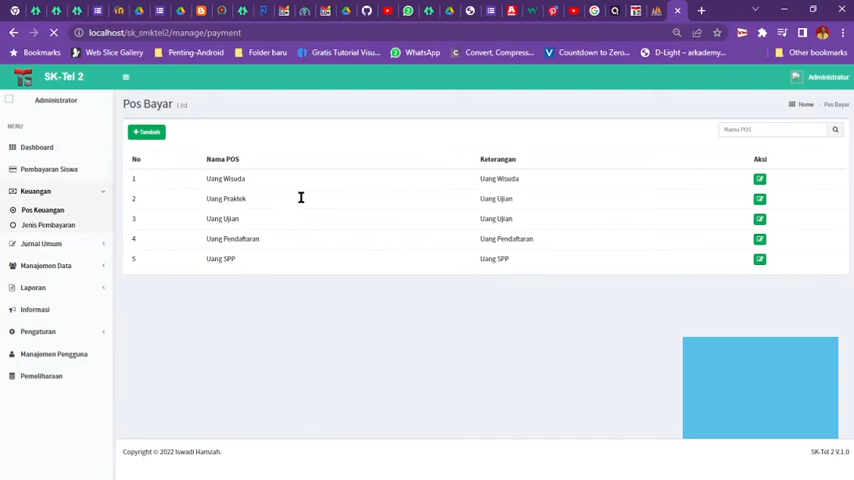 localhost/sk_smktel2/manage/payment
Bookmarks
Web Slice Gallery
Penting-Android
Folder baru
Gratis Tutorial Visu...
WhatsApp
Convert, Compress...
Countdown to Zero...
D-Light – arkademy...
Other bookmarks
SK-Tel 2
Administrator
Administrator
Pos Bayar List
Home
Pos Bayar
MENU
Dashboard
Pembayaran Siswa
Keuangan
Pos Keuangan
Jenis Pembayaran
Jurnal Umum
Manajemen Data
Laporan
Informasi
Pengaturan
Manajemen Pengguna
Pemeliharaan
+ Tambah
Nama POS
No Nama POS Keterangan Aksi
1 Uang Wisuda Uang Wisuda
2 Uang Praktek Uang Ujian
3 Uang Ujian Uang Ujian
4 Uang Pendaftaran Uang Pendaftaran
5 Uang SPP Uang SPP
Copyright © 2022 Iswadi Hamzah.
SK-Tel 2 V.1.0